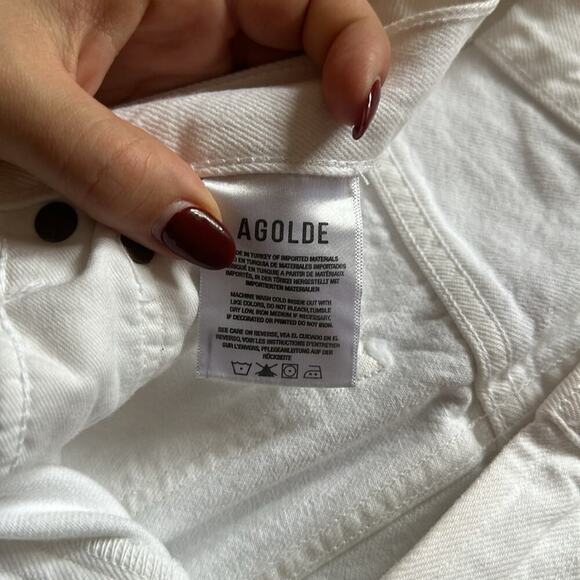 AGOLDE
DE IN TURKEY OF IMPORTED MATERIALS
EN TURQUIA DE MATERIALES IMPORTADOS
RIQUÉ EN TURQUIE A PARTIR DE MATÉRIAUX
IMPORTÉS, IN DER TÜRKEI HERGESTELLT MIT
IMPORTIERTEN MATERIALIEN
MACHINE WASH COLD INSIDE OUT WITH
LIKE COLORS, DO NOT BLEACH,TUMBLE
DRY LOW, IRON MEDIUM IF NECESSARY,
IF DECORATED OR PRINTED DO NOT IRON.
SEE CARE ON REVERSE, VEA EL CUIDADO EN EL
REVERSO, VOIR LES INSTRUCTIONS D'ENTRETIEN
SUR L'ENVERS, PFLEGEANLEITUNG AUF DER
RÜCKSEITE